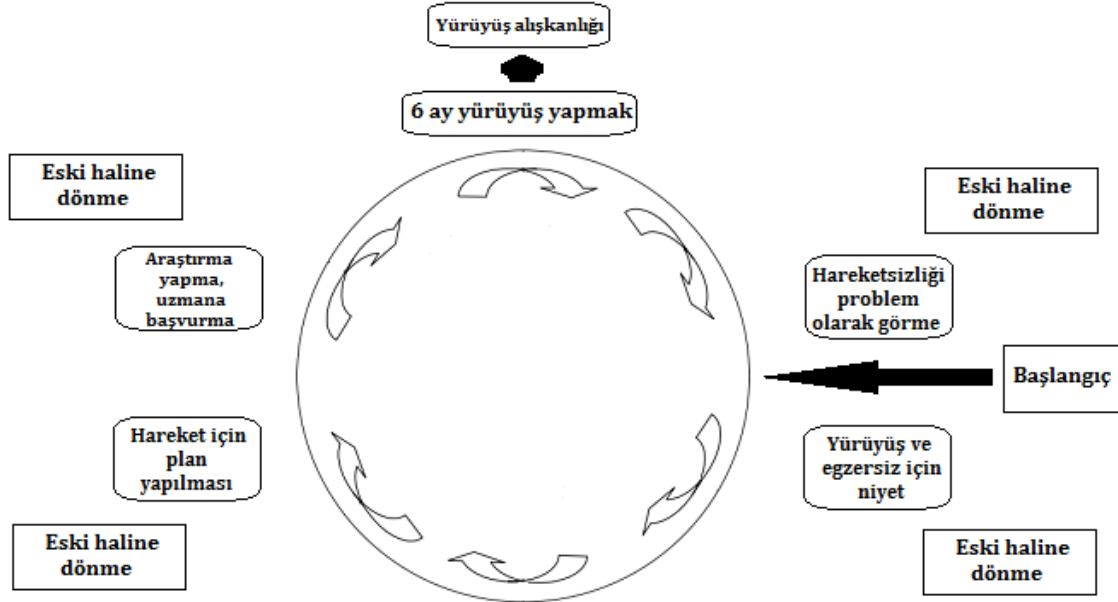 Yürüyüş alışkanlığı
6 ay yürüyüş yapmak
Eski haline
dönme
Eski haline
dönme
Araştırma
yapma,
uzmana
başvurma
Hareketsizliği
problem
olarak görme
Başlangıç
Hareket için
plan
yapılması
Yürüyüş ve
egzersiz için
niyet
Eski haline
dönme
Eski haline
dönme